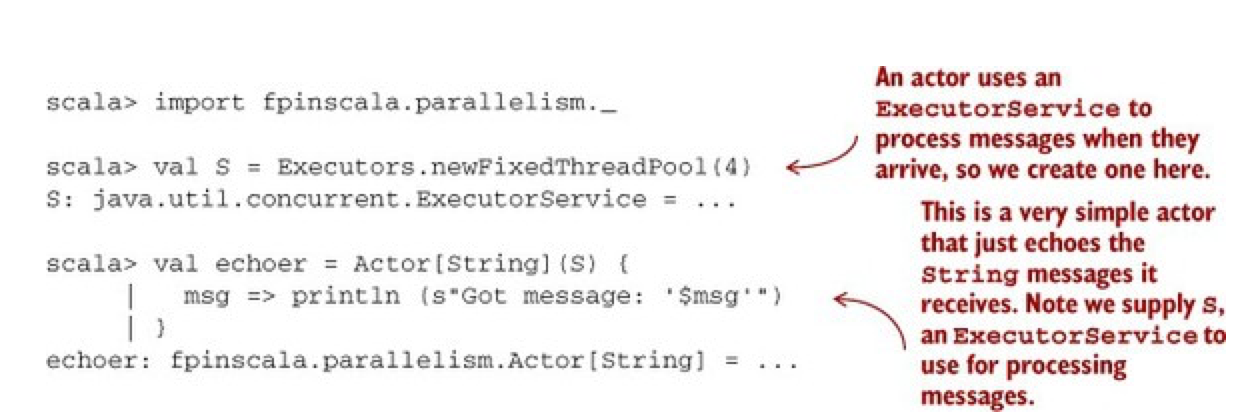 scala> import fpinscala.parallelism._
An actor uses an
ExecutorService to
process messages when they
arrive, so we create one here.
scala> val S = Executors.newFixedThreadPool(4)
S: java.util.concurrent.ExecutorService = ...
This is a very simple actor
that just echoes the
String messages it
receives. Note we supply S,
an ExecutorService to
use for processing
messages.
scala> val echoer = Actor[String](S) {
| msg => println (s"Got message: '$msg'")
| }
echoer: fpinscala.parallelism.Actor[String] = ...